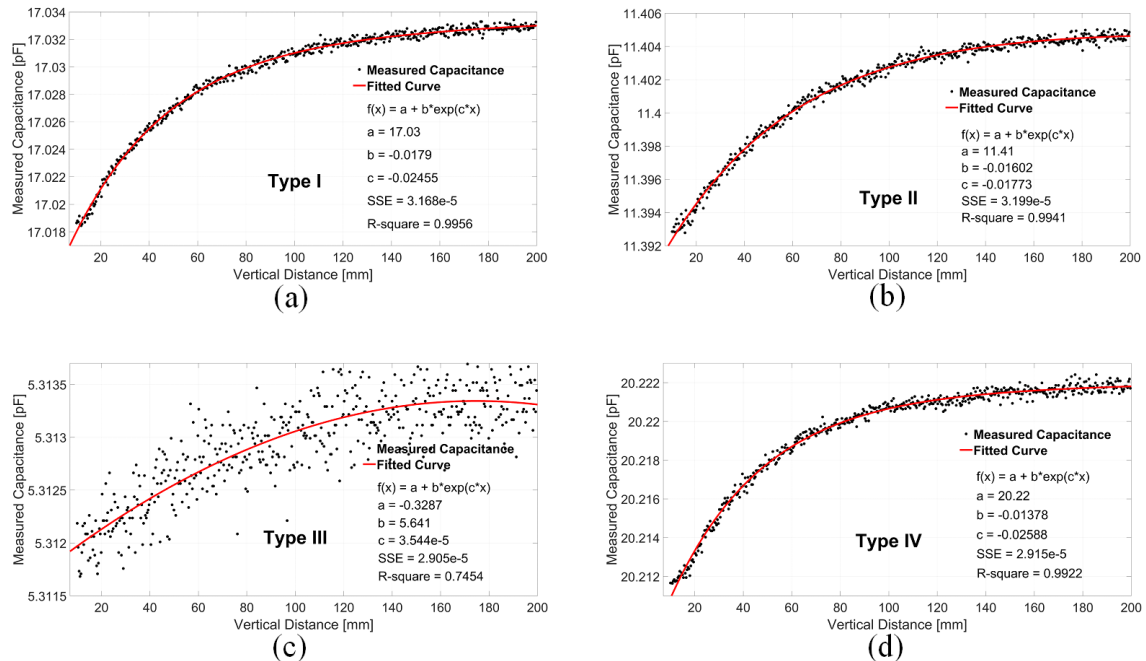 17.034
17.032
17.03
17.028
17.026
17.024
17.022
17.02
17.018
Measured Capacitance [pF]
Measured Capacitance
Fitted Curve
f(x) = a + b*exp(c*x)
a = 17.03
b = -0.0179
c = -0.02455
SSE = 3.168e-5
R-square = 0.9956
Type I
20 40 60 80 100 120 140 160 180 200
Vertical Distance [mm]
(a)
11.406
11.404
11.402
11.4
11.398
11.396
11.394
11.392
Measured Capacitance [pF]
Measured Capacitance
Fitted Curve
f(x) = a + b*exp(c*x)
a = 11.41
b = -0.01602
c = -0.01773
SSE = 3.199e-5
R-square = 0.9941
Type II
20 40 60 80 100 120 140 160 180 200
Vertical Distance [mm]
(b)
5.3135
5.313
5.3125
5.312
5.3115
Measured Capacitance [pF]
Measured Capacitance
Fitted Curve
f(x) = a + b*exp(c*x)
a = -0.3287
b = 5.641
c = 3.544e-5
SSE = 2.905e-5
R-square = 0.7454
Type III
20 40 60 80 100 120 140 160 180 200
Vertical Distance [mm]
(c)
20.222
20.22
20.218
20.216
20.214
20.212
Measured Capacitance [pF]
Measured Capacitance
Fitted Curve
f(x) = a + b*exp(c*x)
a = 20.22
b = -0.01378
c = -0.02588
SSE = 2.915e-5
R-square = 0.9922
Type IV
20 40 60 80 100 120 140 160 180 200
Vertical Distance [mm]
(d)